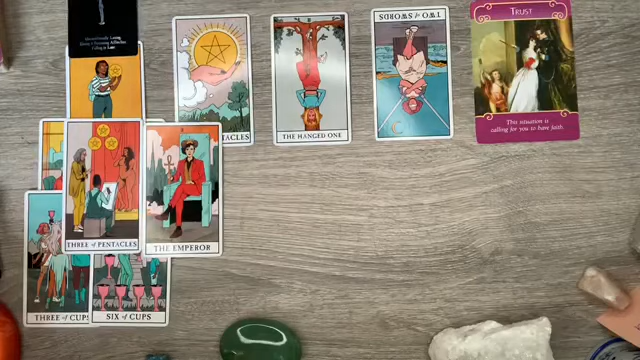 TRUST
This situation is
calling for you to have faith.
TWO of SWORDS
THE HANGED ONE
TACLES
THREE of PENTACLES
THE EMPEROR
THREE of CUPS
SIX of CUPS